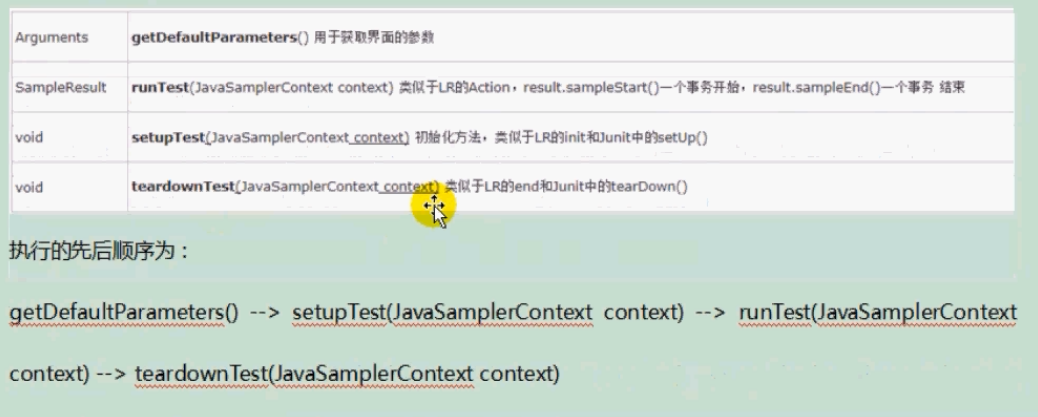 Arguments getDefaultParameters() 用于获取界面的参数
SampleResult runTest(JavaSamplerContext context) 类似于LR的Action，result.sampleStart()一个事务开始，result.sampleEnd()一个事务 结束
void setupTest(JavaSamplerContext context) 初始化方法，类似于LR的init和Junit中的setUp()
void teardownTest(JavaSamplerContext context) 类似于LR的end和Junit中的tearDown()
执行的先后顺序为：
getDefaultParameters() --> setupTest(JavaSamplerContext context) --> runTest(JavaSamplerContext
context) --> teardownTest(JavaSamplerContext context)